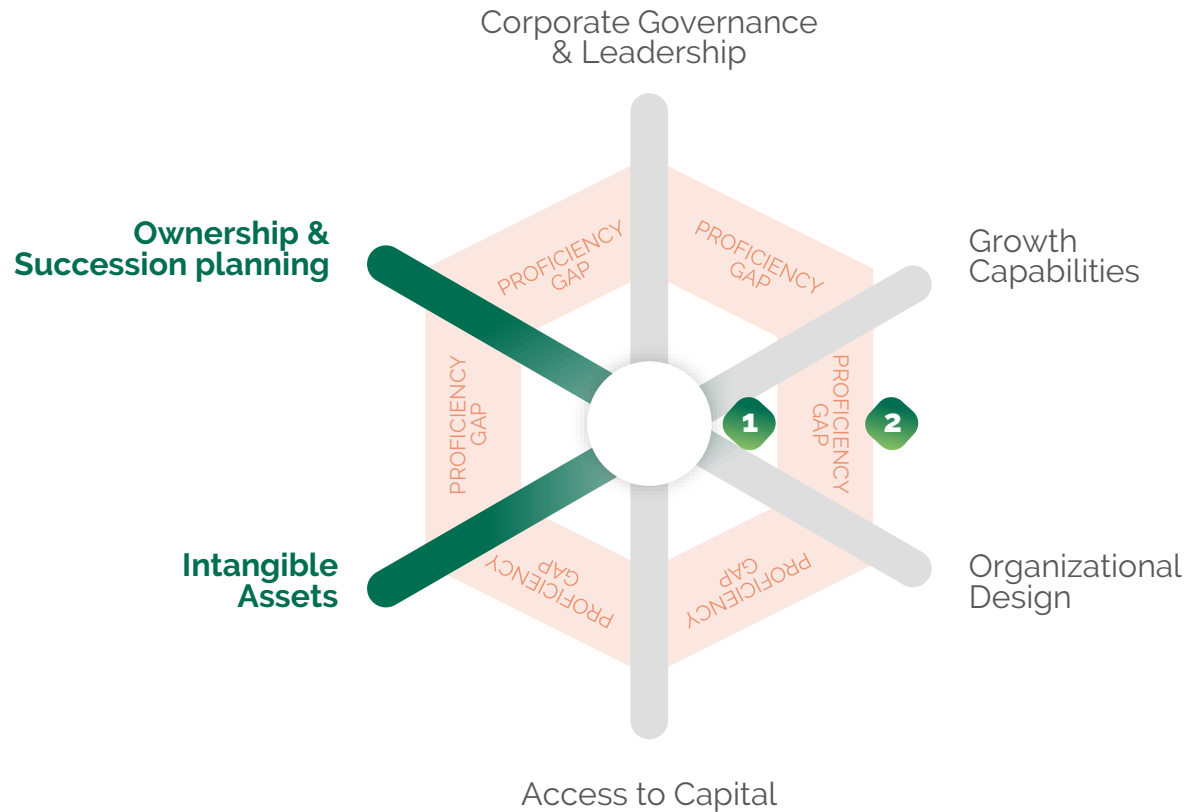 Corporate Governance
& Leadership
Ownership &
Succession planning
Growth
Capabilities
PROFICIENCY
GAP
PROFICIENCY
GAP
PROFICIENCY
GAP
PROFICIENCY
GAP
1
2
Intangible
Assets
PROFICIENCY
GAP
PROFICIENCY
GAP
Organizational
Design
Access to Capital